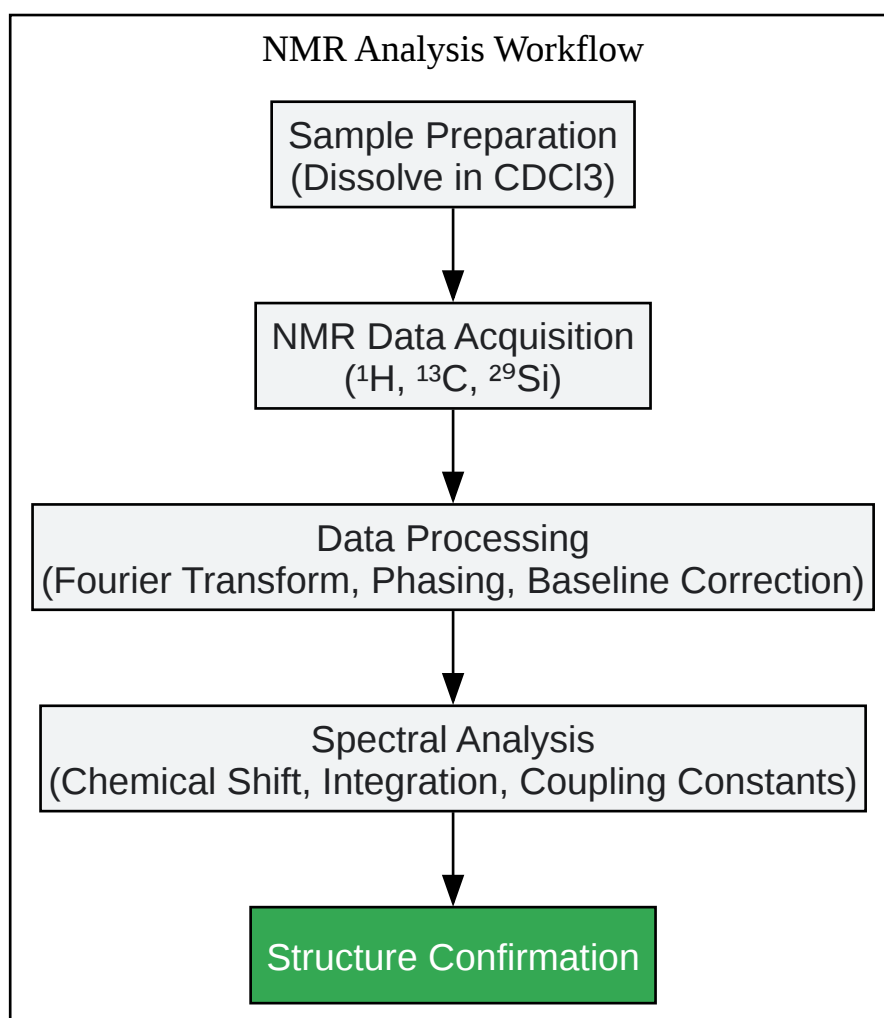 NMR Analysis Workflow
Sample Preparation
(Dissolve in CDCl3)
NMR Data Acquisition
(¹H, ¹³C, ²⁹Si)
Data Processing
(Fourier Transform, Phasing, Baseline Correction)
Spectral Analysis
(Chemical Shift, Integration, Coupling Constants)
Structure Confirmation